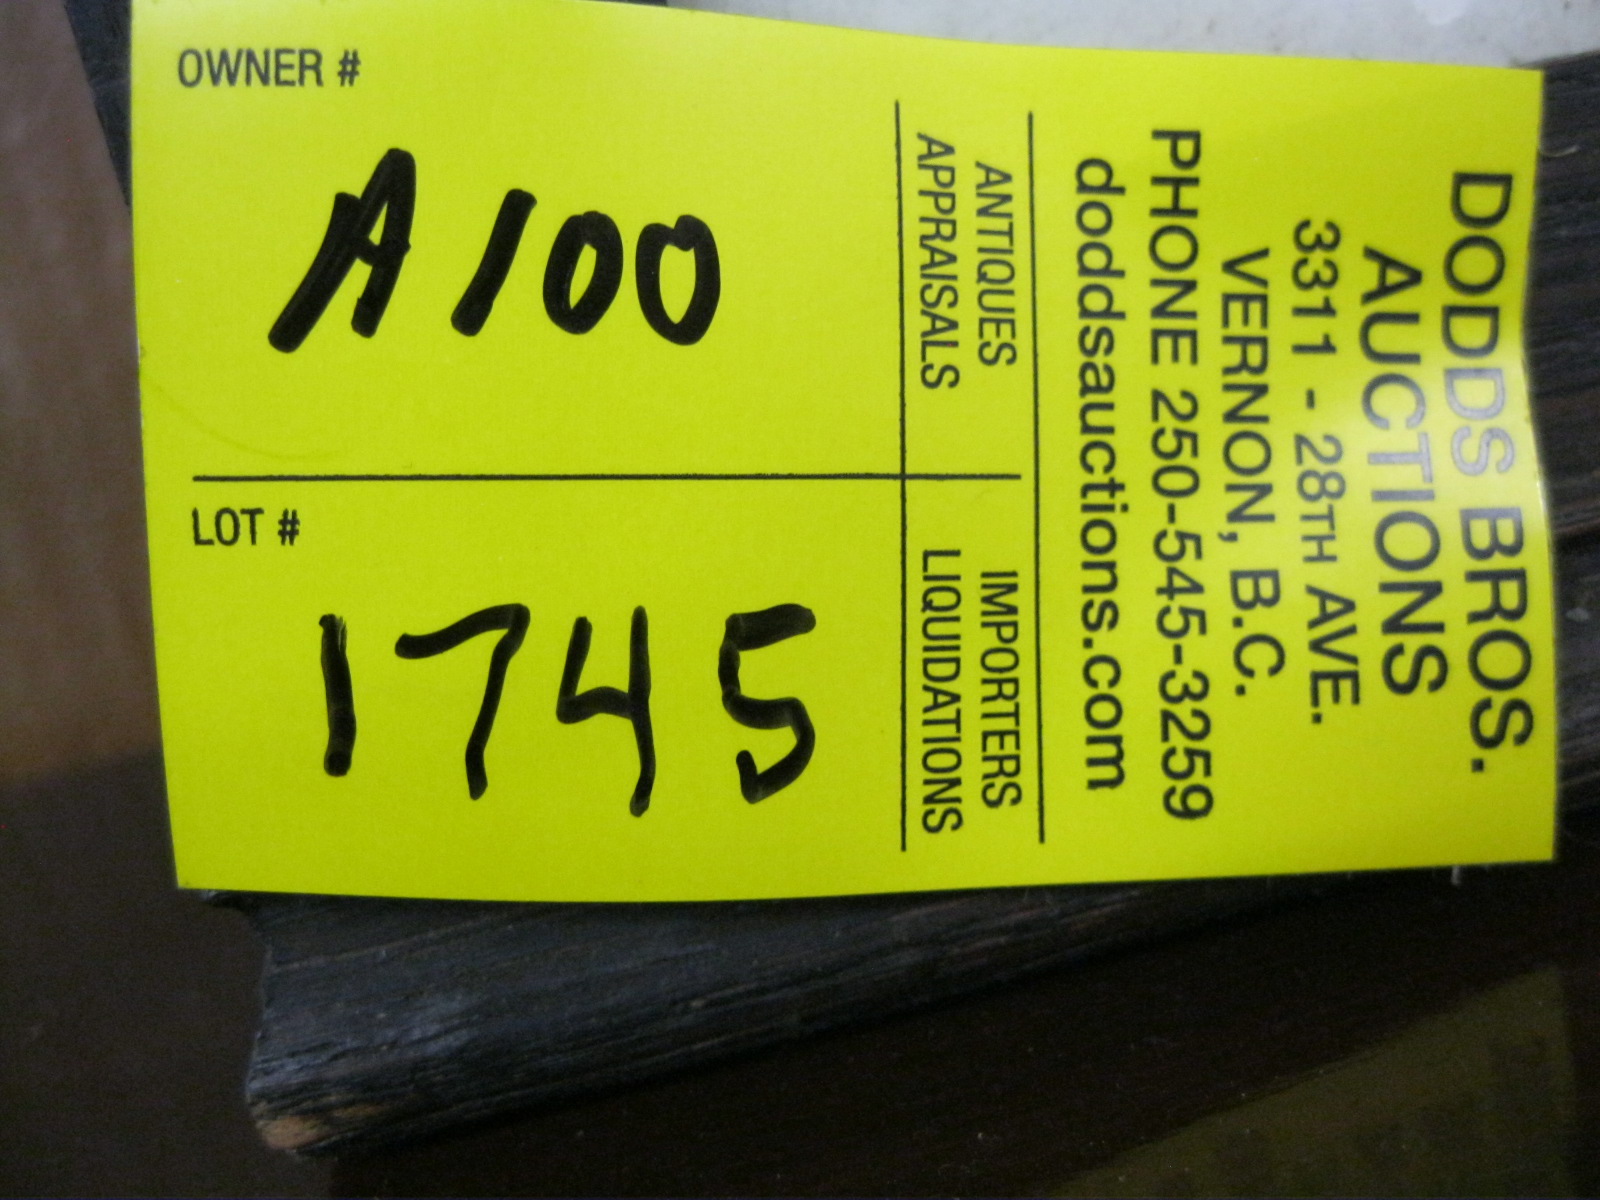 DODDS BROS.
AUCTIONS
3311 - 28TH AVE.
VERNON, B.C.
PHONE 250-545-3259
doddsauctions.com
ANTIQUES
APPRAISALS
IMPORTERS
LIQUIDATIONS
OWNER #
A100
LOT #
1745